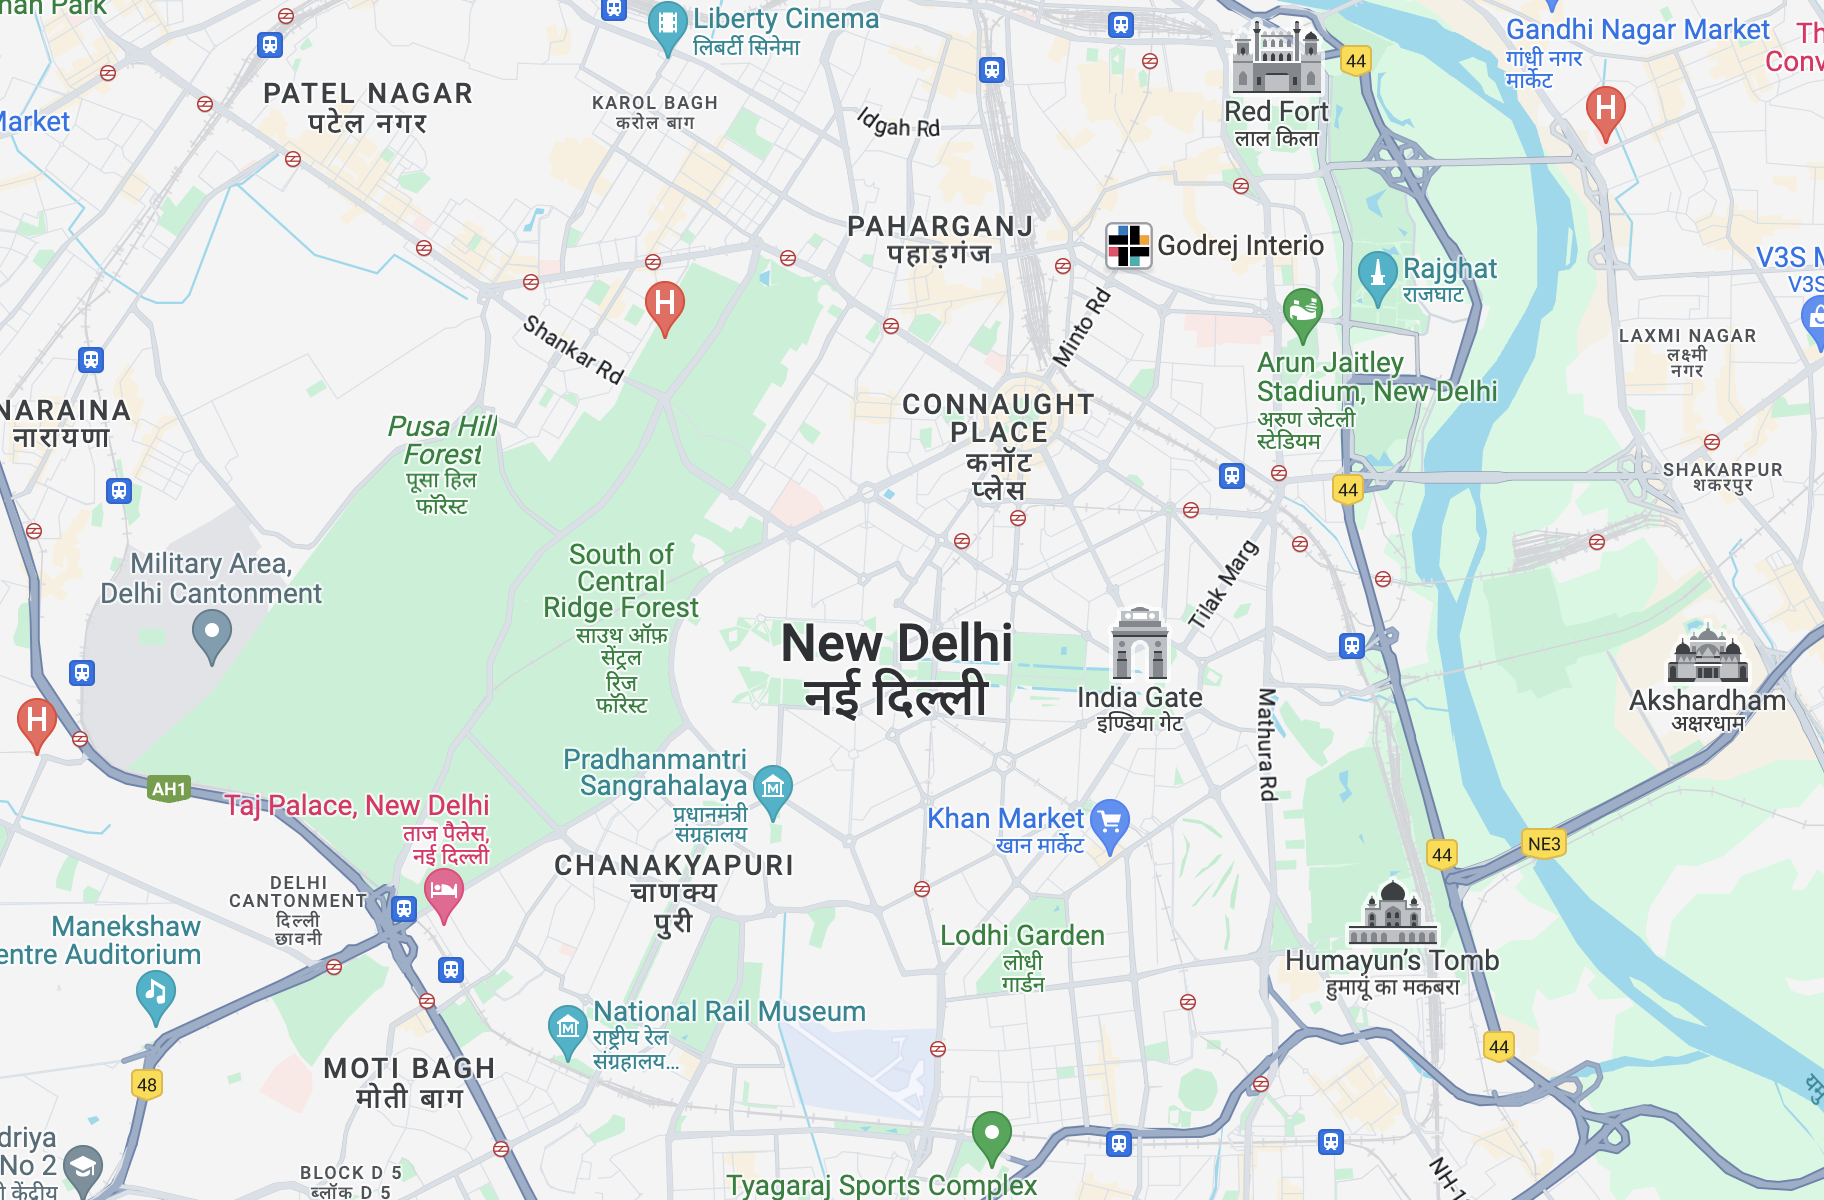 Park
Liberty Cinema
लिबर्टी सिनेमा
Gandhi Nagar Market
गांधी नगर
मार्केट
44
PATEL NAGAR
पटेल नगर
KAROL BAGH
करोल बाग
Idgah Rd
Red Fort
लाल किला
H
Market
PAHARGANJ
पहाड़गंज
Godrej Interio
Rajghat
राजघाट
V3S
V3S
H
Shankar Rd
Minto Rd
LAXMI NAGAR
लक्ष्मी
नगर
Arun Jaitley
Stadium, New Delhi
अरुण जेटली
स्टेडियम
NARAINA
नारायणा
Pusa Hill
Forest
पूसा हिल
फॉरेस्ट
CONNAUGHT
PLACE
कनॉट
प्लेस
44
SHAKARPUR
शकरपुर
Military Area,
Delhi Cantonment
South of
Central
Ridge Forest
साउथ ऑफ़
सेंट्रल
रिज
फॉरेस्ट
Tilak Marg
New Delhi
नई दिल्ली
India Gate
इण्डिया गेट
Mathura Rd
Akshardham
अक्षरधाम
H
AH1
Pradhanmantri
Sangrahalaya
प्रधानमंत्री
संग्रहालय
M
Taj Palace, New Delhi
ताज पैलेस,
नई दिल्ली
Khan Market
खान मार्केट
44
NE3
CHANAKYAPURI
चाणक्य
पुरी
DELHI
CANTONMENT
दिल्ली
छावनी
Manekshaw
entre Auditorium
Lodhi Garden
लोधी
गार्डन
Humayun's Tomb
हुमायूं का मकबरा
M
National Rail Museum
राष्ट्रीय रेल
संग्रहालय...
44
MOTI BAGH
मोती बाग
48
driya
No 2
केंद्रीय
BLOCK D 5
ब्लॉक D 5
Tyagaraj Sports Complex
NH-1